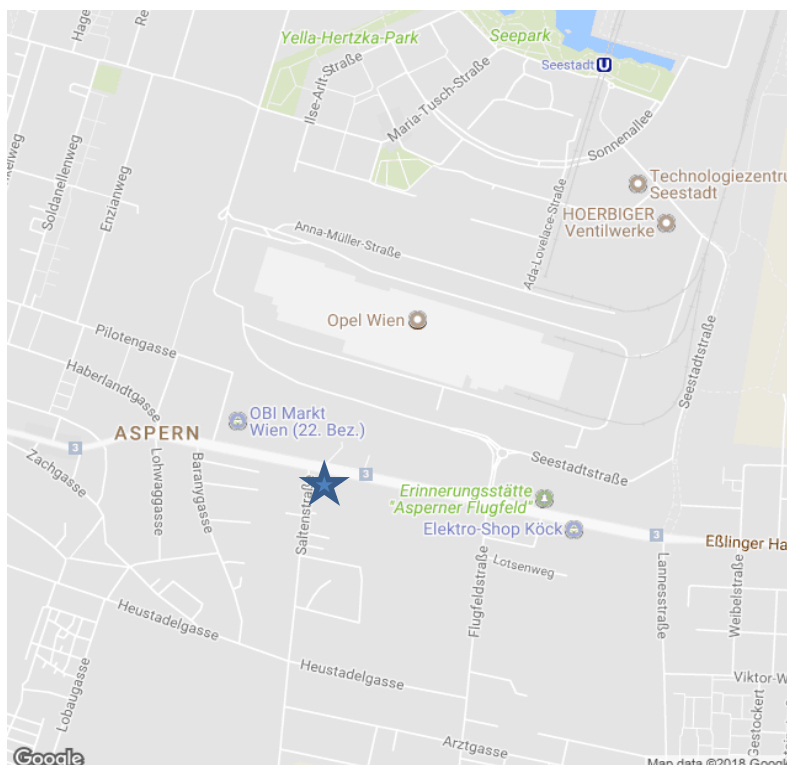 Yella-Hertzka-Park
Seepark
Seestadt U
Ilse-Arlt-Straße
Maria-Tusch-Straße
Sonnenallee
Soldanellenweg
Enzianweg
Technologiezentru
Seestadt
HOERBIGER
Ventilwerke
Ada-Lovelace-Straße
Anna-Müller-Straße
Opel Wien
Pilotengasse
Haberlandtgasse
Seestadtstraße
OBI Markt
Wien (22. Bez.)
ASPERN
3
Zachgasse
Lohwaggasse
Baranygasse
Saltenstraße
3
Seestadtstraße
Erinnerungsstätte
"Asperner Flugfeld"
Elektro-Shop Köck
3
Eßlinger Ha
Lotsenweg
Flugfeldstraße
Lannesstraße
Weibelstraße
Heustadelgasse
Heustadelgasse
Lobaugasse
Viktor-W
Gestockert
Arztgasse
Google
Map data ©2018 Google